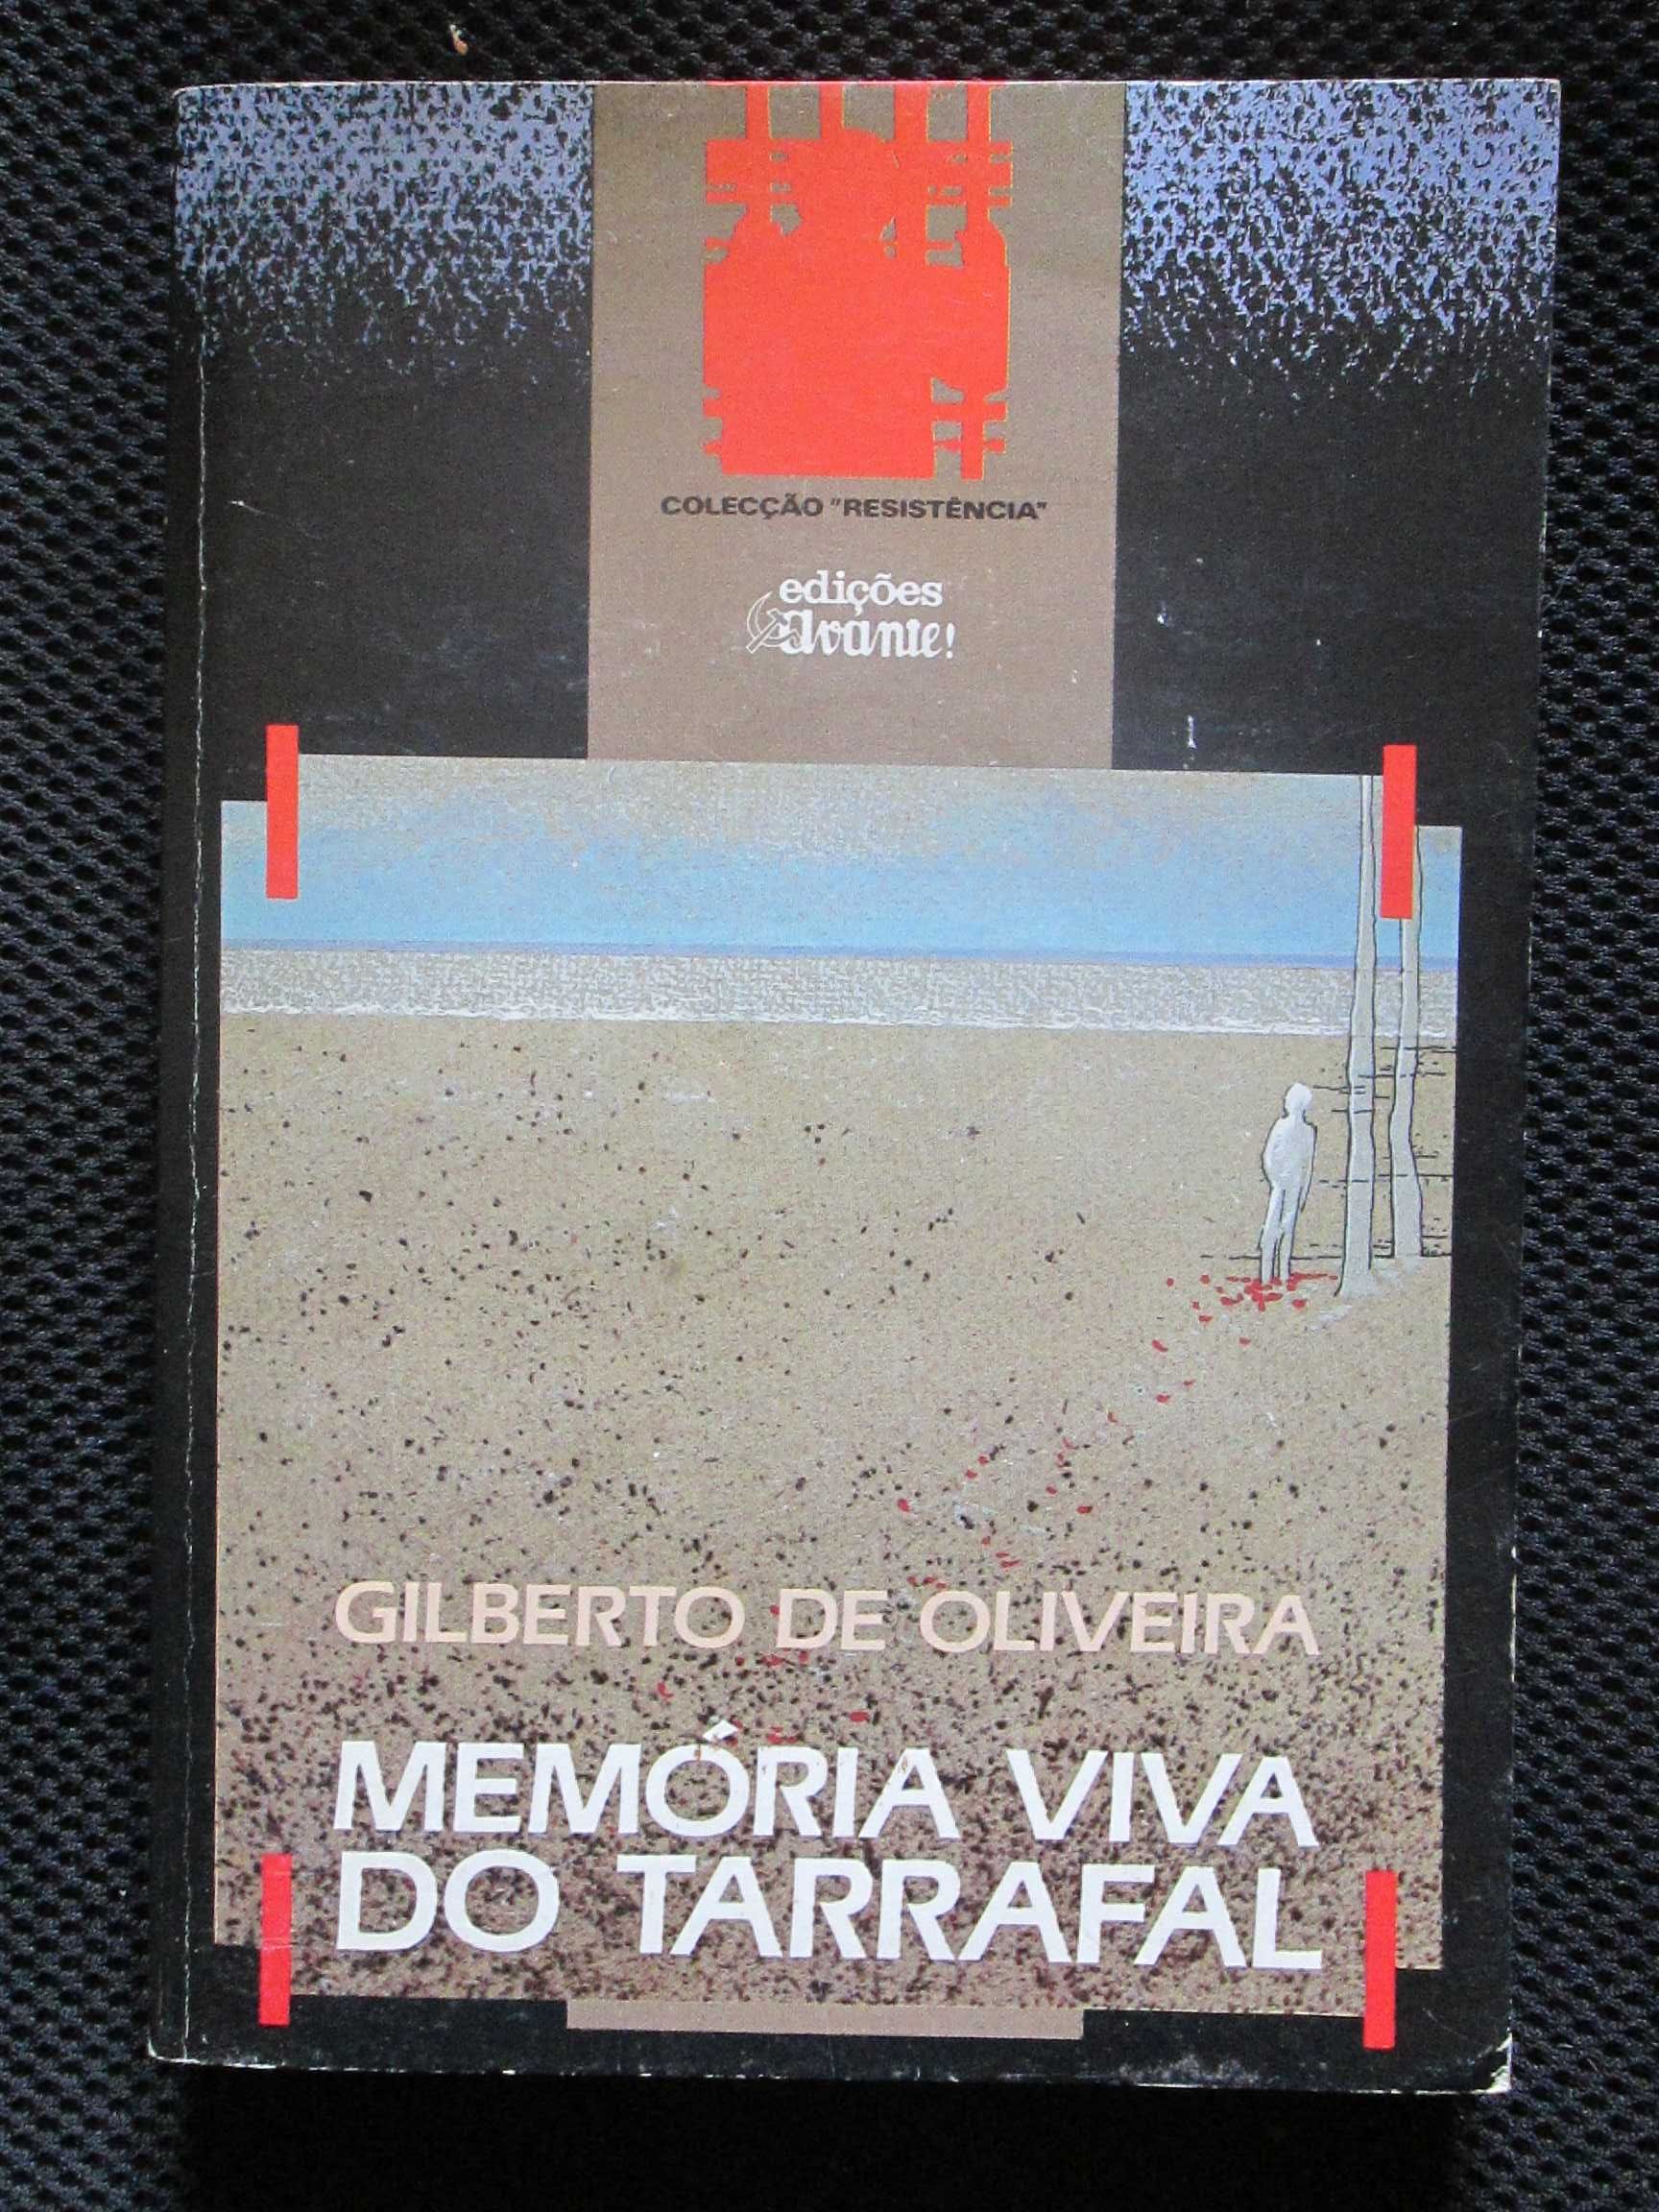 COLECÇÃO "RESISTÊNCIA"
edições
Avante!
GILBERTO DE OLIVEIRA
MEMÓRIA VIVA
DO TARRAFAL